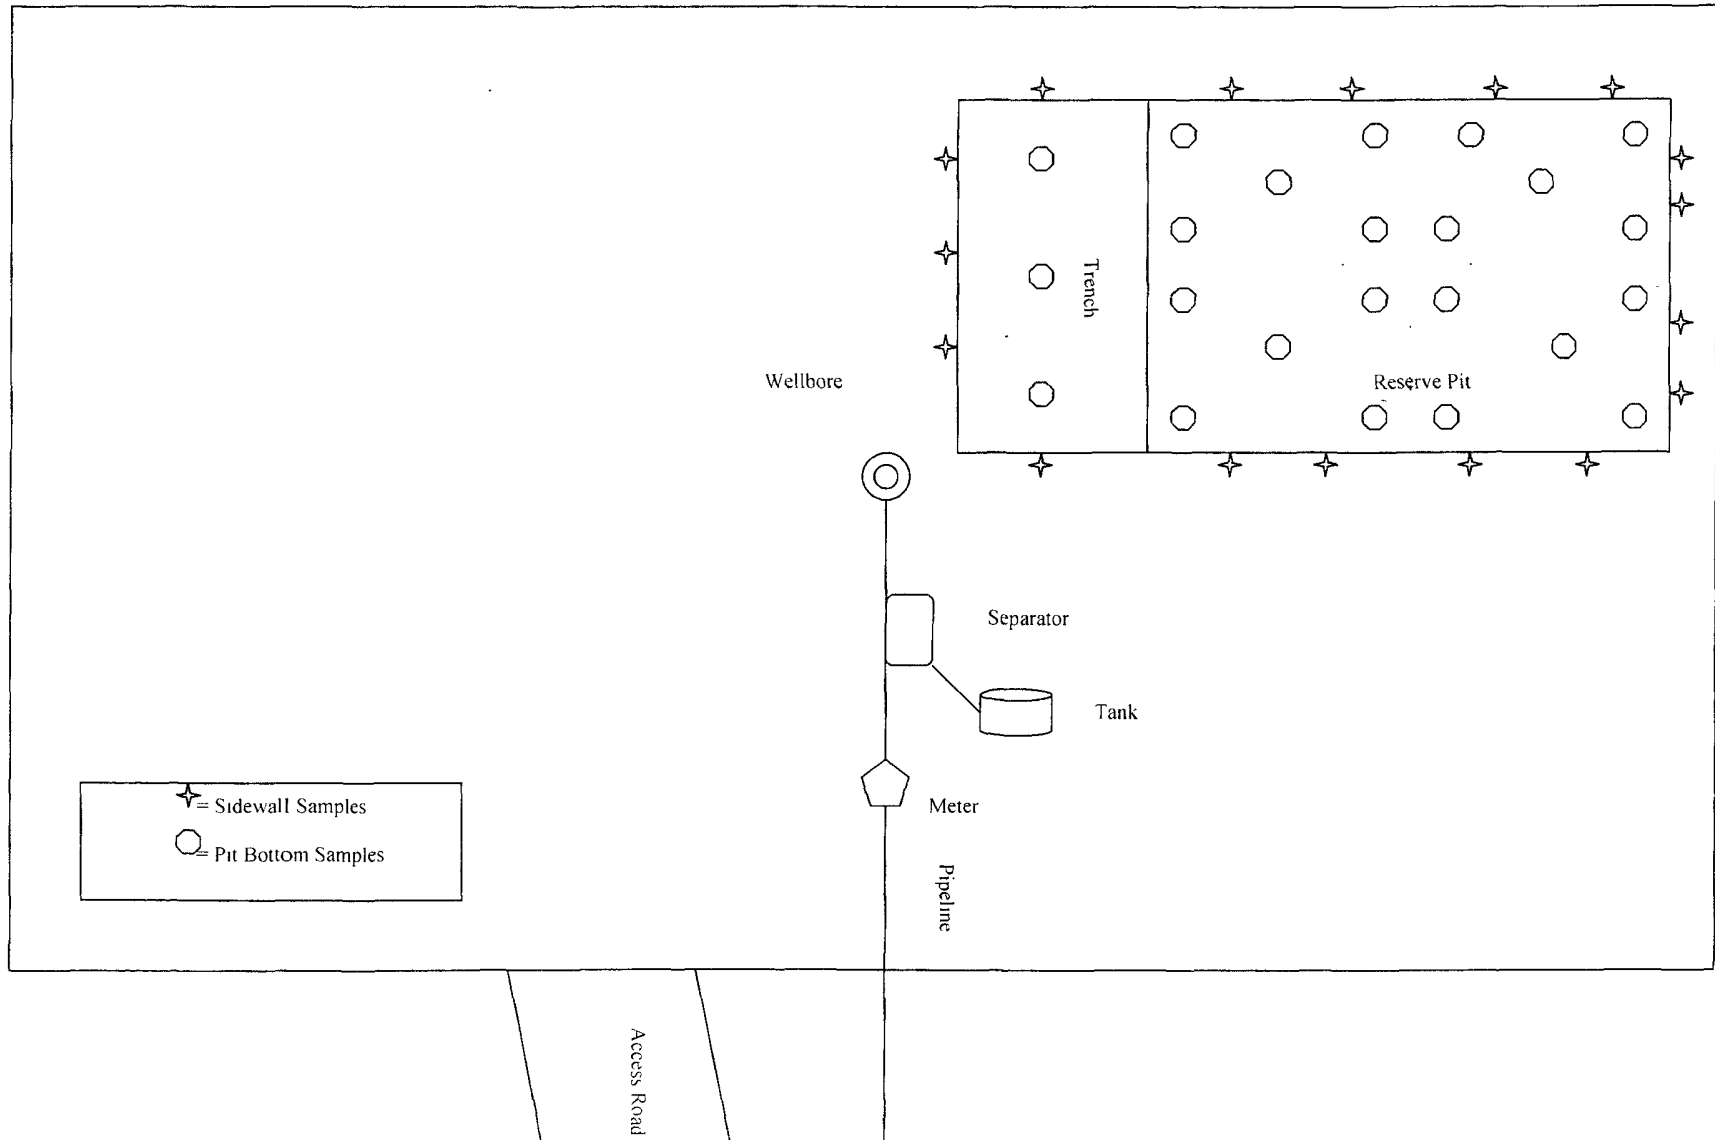 Trench
Wellbore
Reserve Pit
Separator
Tank
= Sidewall Samples
Meter
= Pit Bottom Samples
Pipeline
Access Road